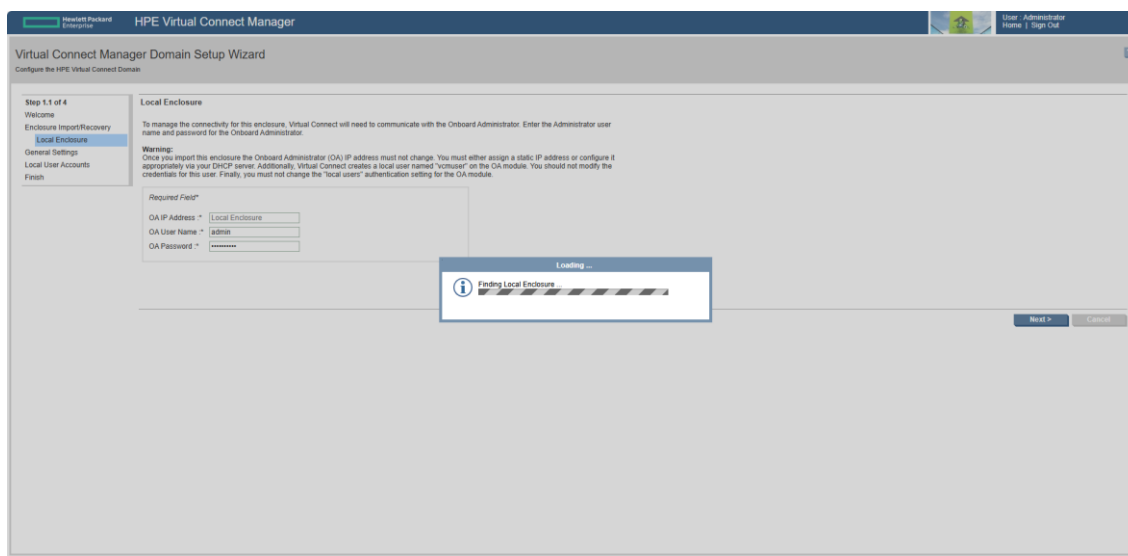 Hewlett Packard
Enterprise
HPE Virtual Connect Manager
User : Administrator
Home | Sign Out
Virtual Connect Manager Domain Setup Wizard
Configure the HPE Virtual Connect Domain
Step 1.1 of 4
Welcome
Enclosure Import/Recovery
Local Enclosure
General Settings
Local User Accounts
Finish
Local Enclosure
To manage the connectivity for this enclosure, Virtual Connect will need to communicate with the Onboard Administrator. Enter the Administrator user
name and password for the Onboard Administrator.
Warning:
Once you import this enclosure the Onboard Administrator (OA) IP address must not change. You must either assign a static IP address or configure it
appropriately via your DHCP server. Additionally, Virtual Connect creates a local user named "vcmuser" on the OA module. You should not modify the
credentials for this user. Finally, you must not change the "local users" authentication setting for the OA module.
Required Field*
OA IP Address :* Local Enclosure
OA User Name :* admin
OA Password :* ••••••••••
Loading ...
Finding Local Enclosure ...
Next >
Cancel